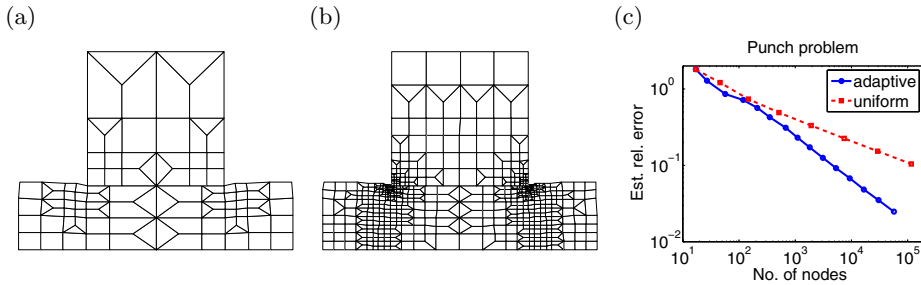 (a)
(b)
(c)
Punch problem
Est. rel. error
10^0
10^−1
10^−2
adaptive
uniform
10^1
10^2
10^3
10^4
10^5
No. of nodes